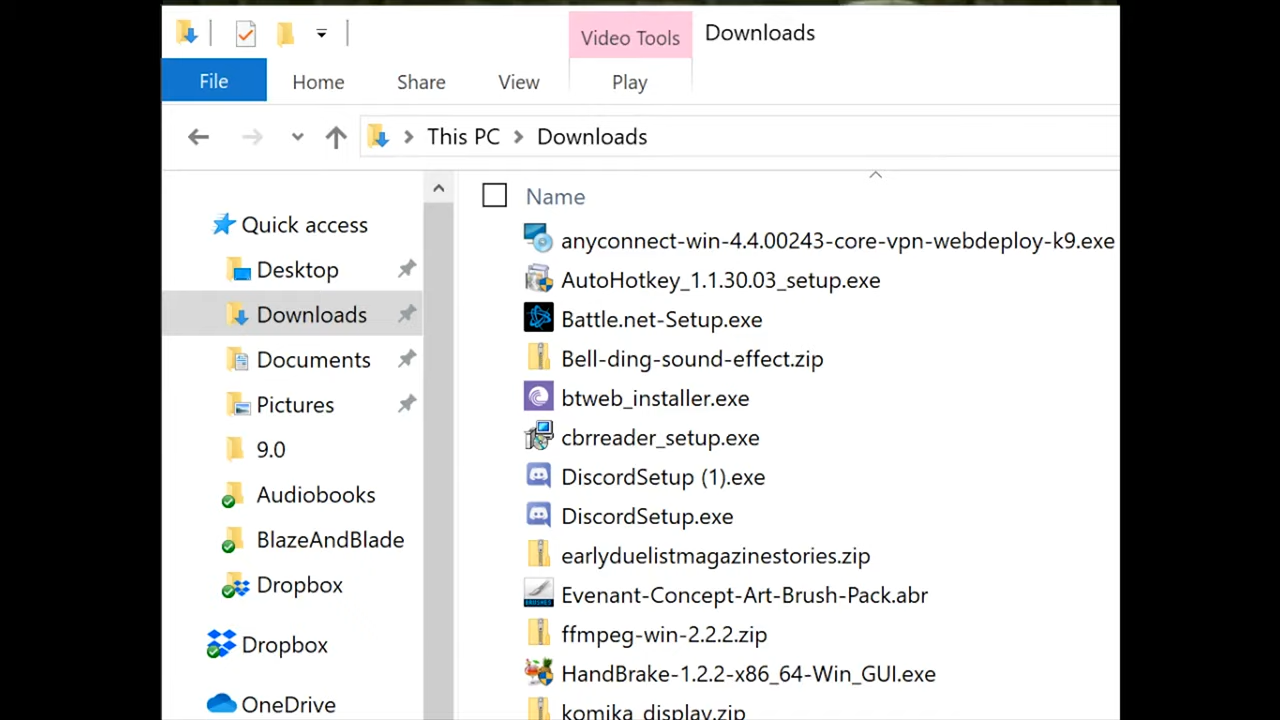 Video Tools
Downloads
File
Home
Share
View
Play
This PC
Downloads
Quick access
Desktop
Downloads
Documents
Pictures
9.0
Audiobooks
BlazeAndBlade
Dropbox
Dropbox
OneDrive
Name
anyconnect-win-4.4.00243-core-vpn-webdeploy-k9.exe
AutoHotkey_1.1.30.03_setup.exe
Battle.net-Setup.exe
Bell-ding-sound-effect.zip
btweb_installer.exe
cbrreader_setup.exe
DiscordSetup (1).exe
DiscordSetup.exe
earlyduelistmagazinestories.zip
Evenant-Concept-Art-Brush-Pack.abr
ffmpeg-win-2.2.2.zip
HandBrake-1.2.2-x86_64-Win_GUI.exe
komika_display.zip